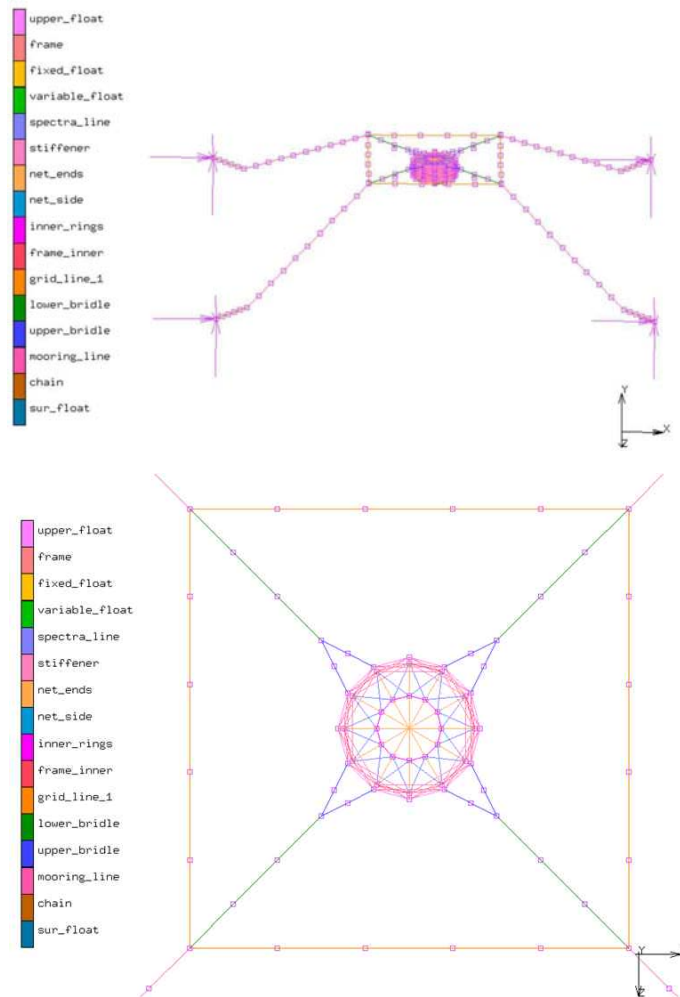 upper_float
frame
fixed_float
variable_float
spectra_line
stiffener
net_ends
net_side
inner_rings
frame_inner
grid_line_1
lower_bridle
upper_bridle
mooring_line
chain
sur_float
Y
X
Z
upper_float
frame
fixed_float
variable_float
spectra_line
stiffener
net_ends
net_side
inner_rings
frame_inner
grid_line_1
lower_bridle
upper_bridle
mooring_line
chain
sur_float
Y
Z